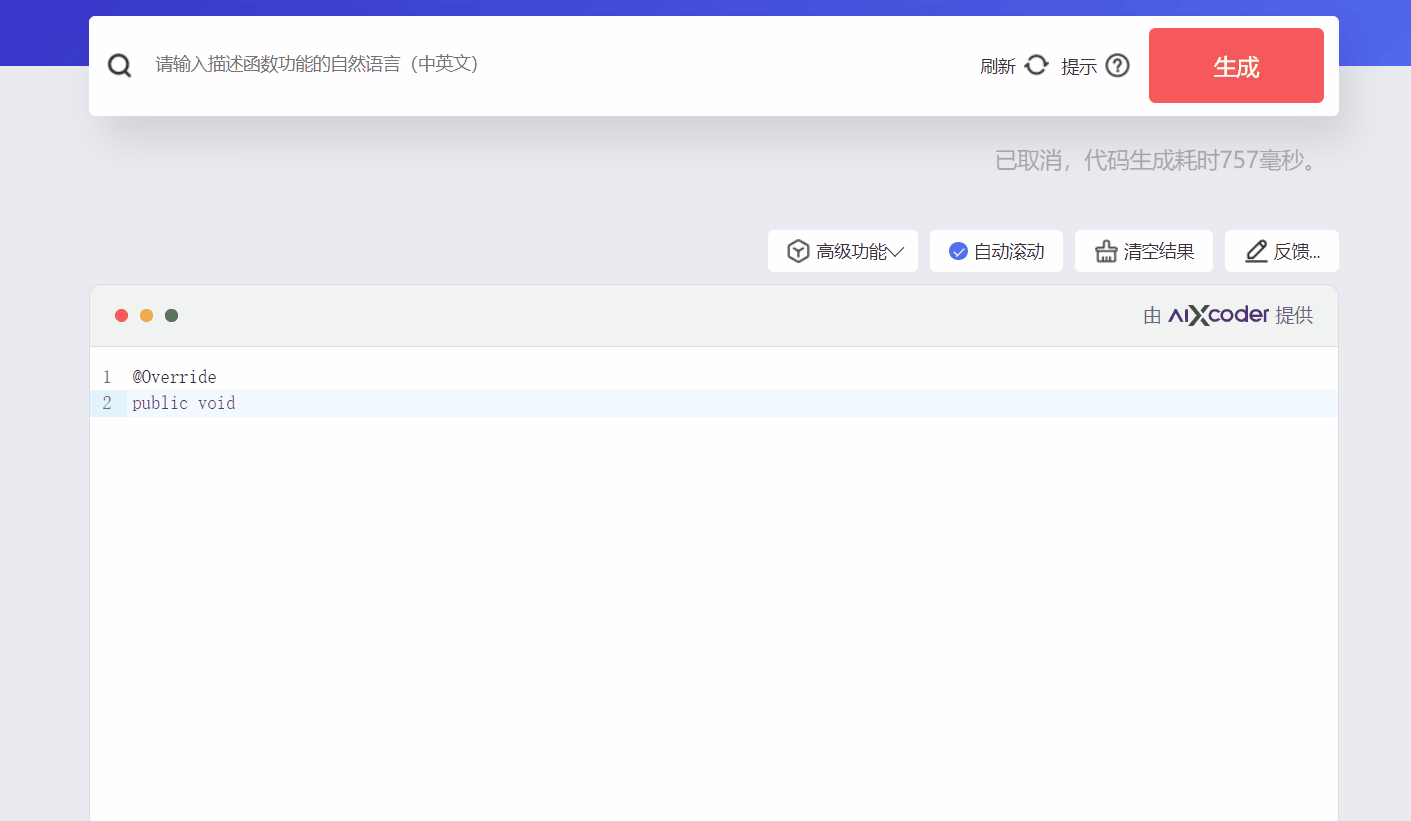 请输入描述函数功能的自然语言（中英文）
刷新 提示 生成
已取消，代码生成耗时757毫秒。
高级功能 自动滚动 清空结果 反馈...
由 aiXcoder 提供
1 @Override
2 public void